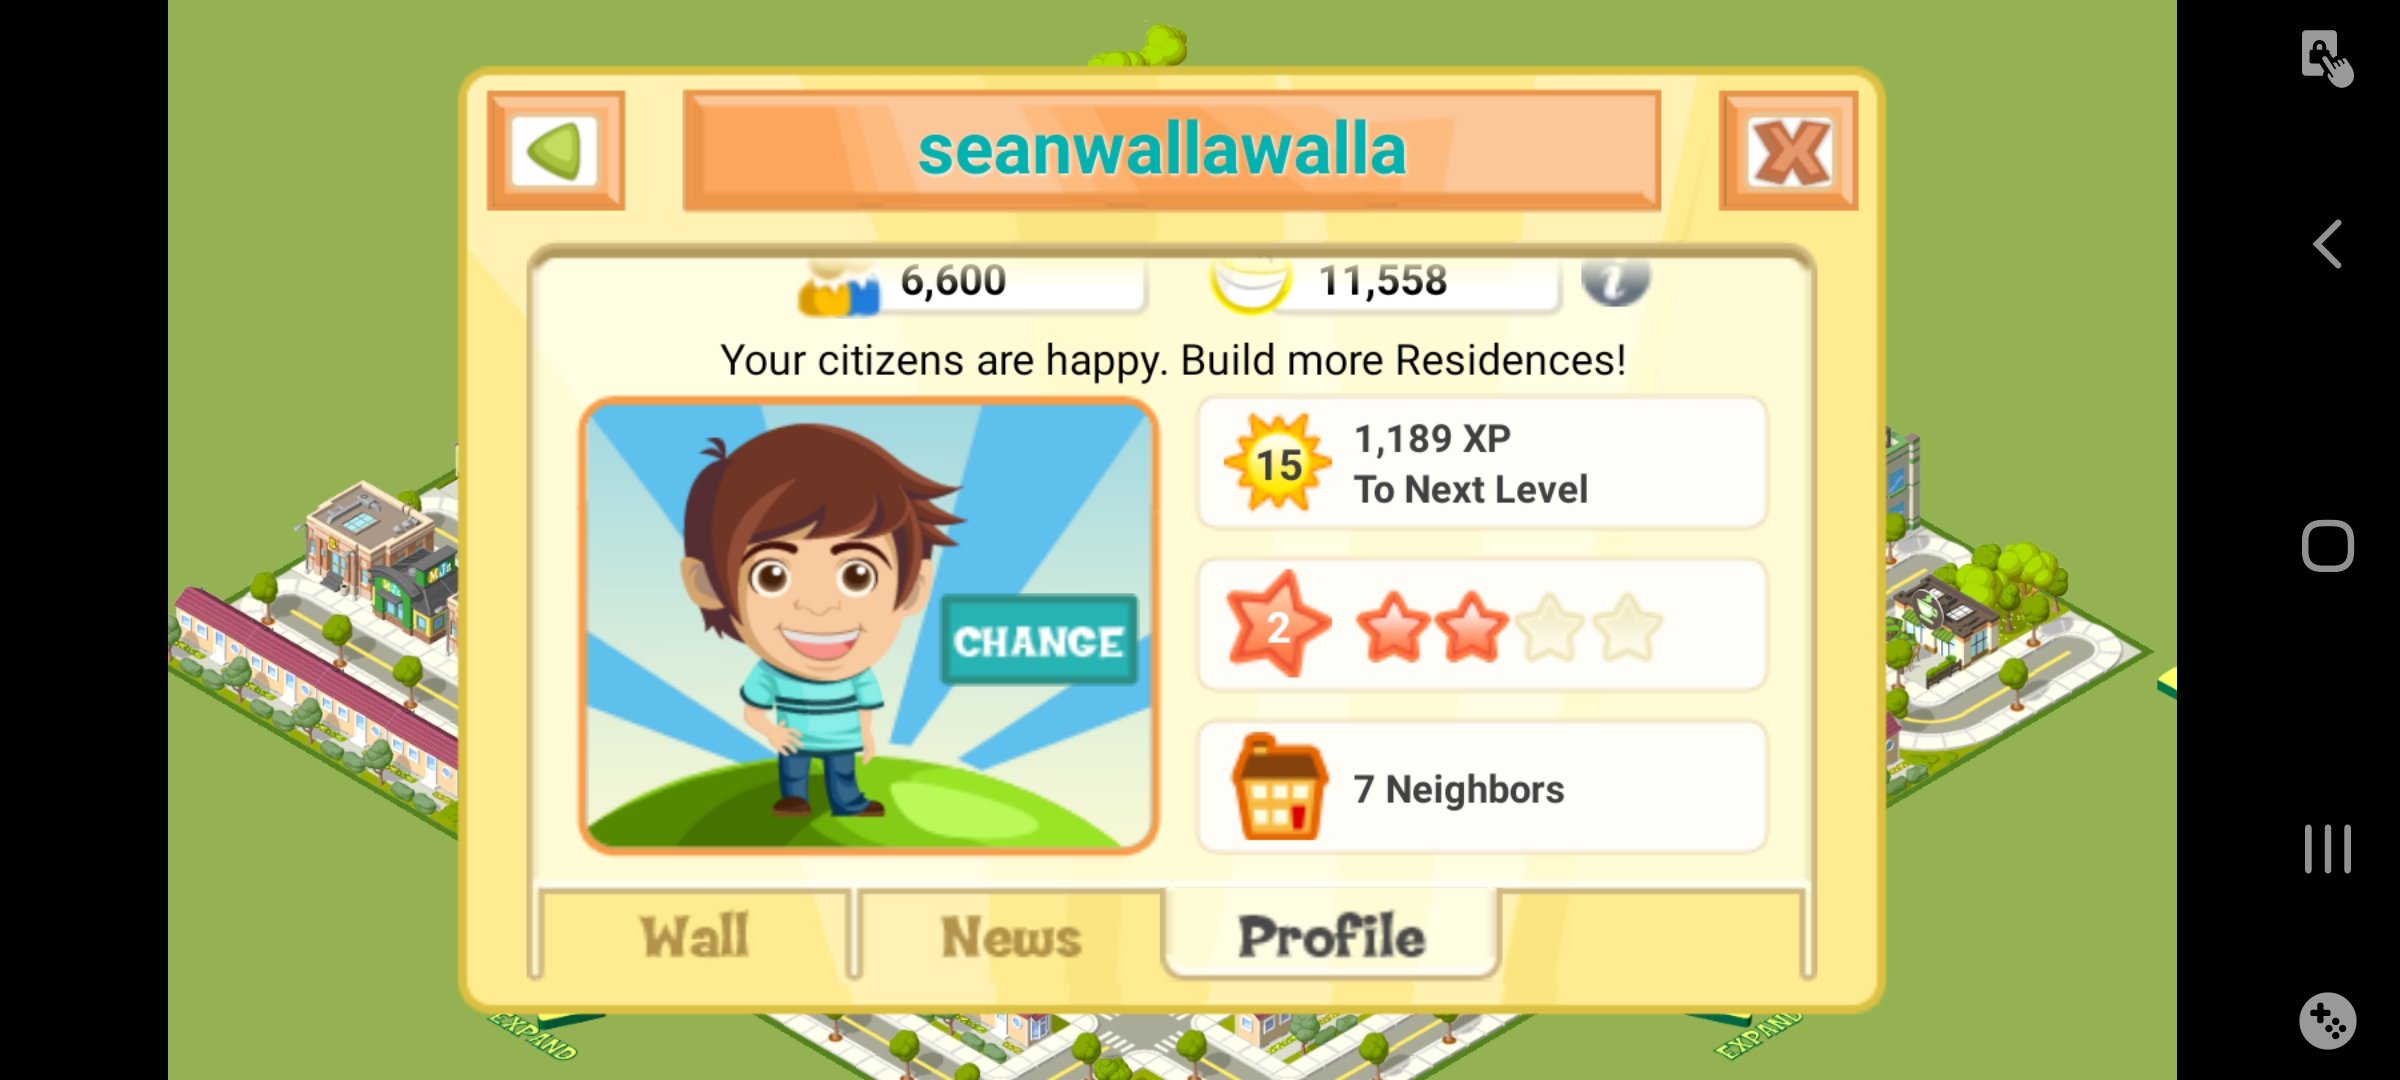 seanwallawalla
6,600
11,558
i
Your citizens are happy. Build more Residences!
15
1,189 XP
To Next Level
CHANGE
2
7 Neighbors
Wall
News
Profile
EXPAND
EXPAND